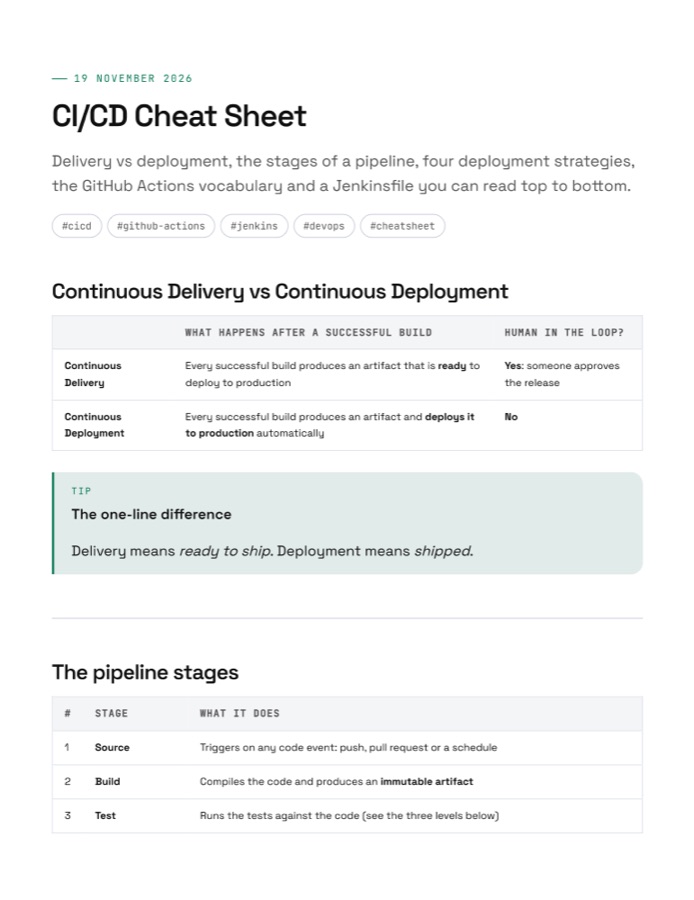 19 NOVEMBER 2026
CI/CD Cheat Sheet
Delivery vs deployment, the stages of a pipeline, four deployment strategies,
the GitHub Actions vocabulary and a Jenkinsfile you can read top to bottom.
#cicd #github-actions #jenkins #devops #cheatsheet
Continuous Delivery vs Continuous Deployment
WHAT HAPPENS AFTER A SUCCESSFUL BUILD HUMAN IN THE LOOP?
Continuous Every successful build produces an artifact that is ready to Yes: someone approves
Delivery deploy to production the release
Continuous Every successful build produces an artifact and deploys it No
Deployment to production automatically
TIP
The one-line difference
Delivery means ready to ship. Deployment means shipped.
The pipeline stages
# STAGE WHAT IT DOES
1 Source Triggers on any code event: push, pull request or a schedule
2 Build Compiles the code and produces an immutable artifact
3 Test Runs the tests against the code (see the three levels below)